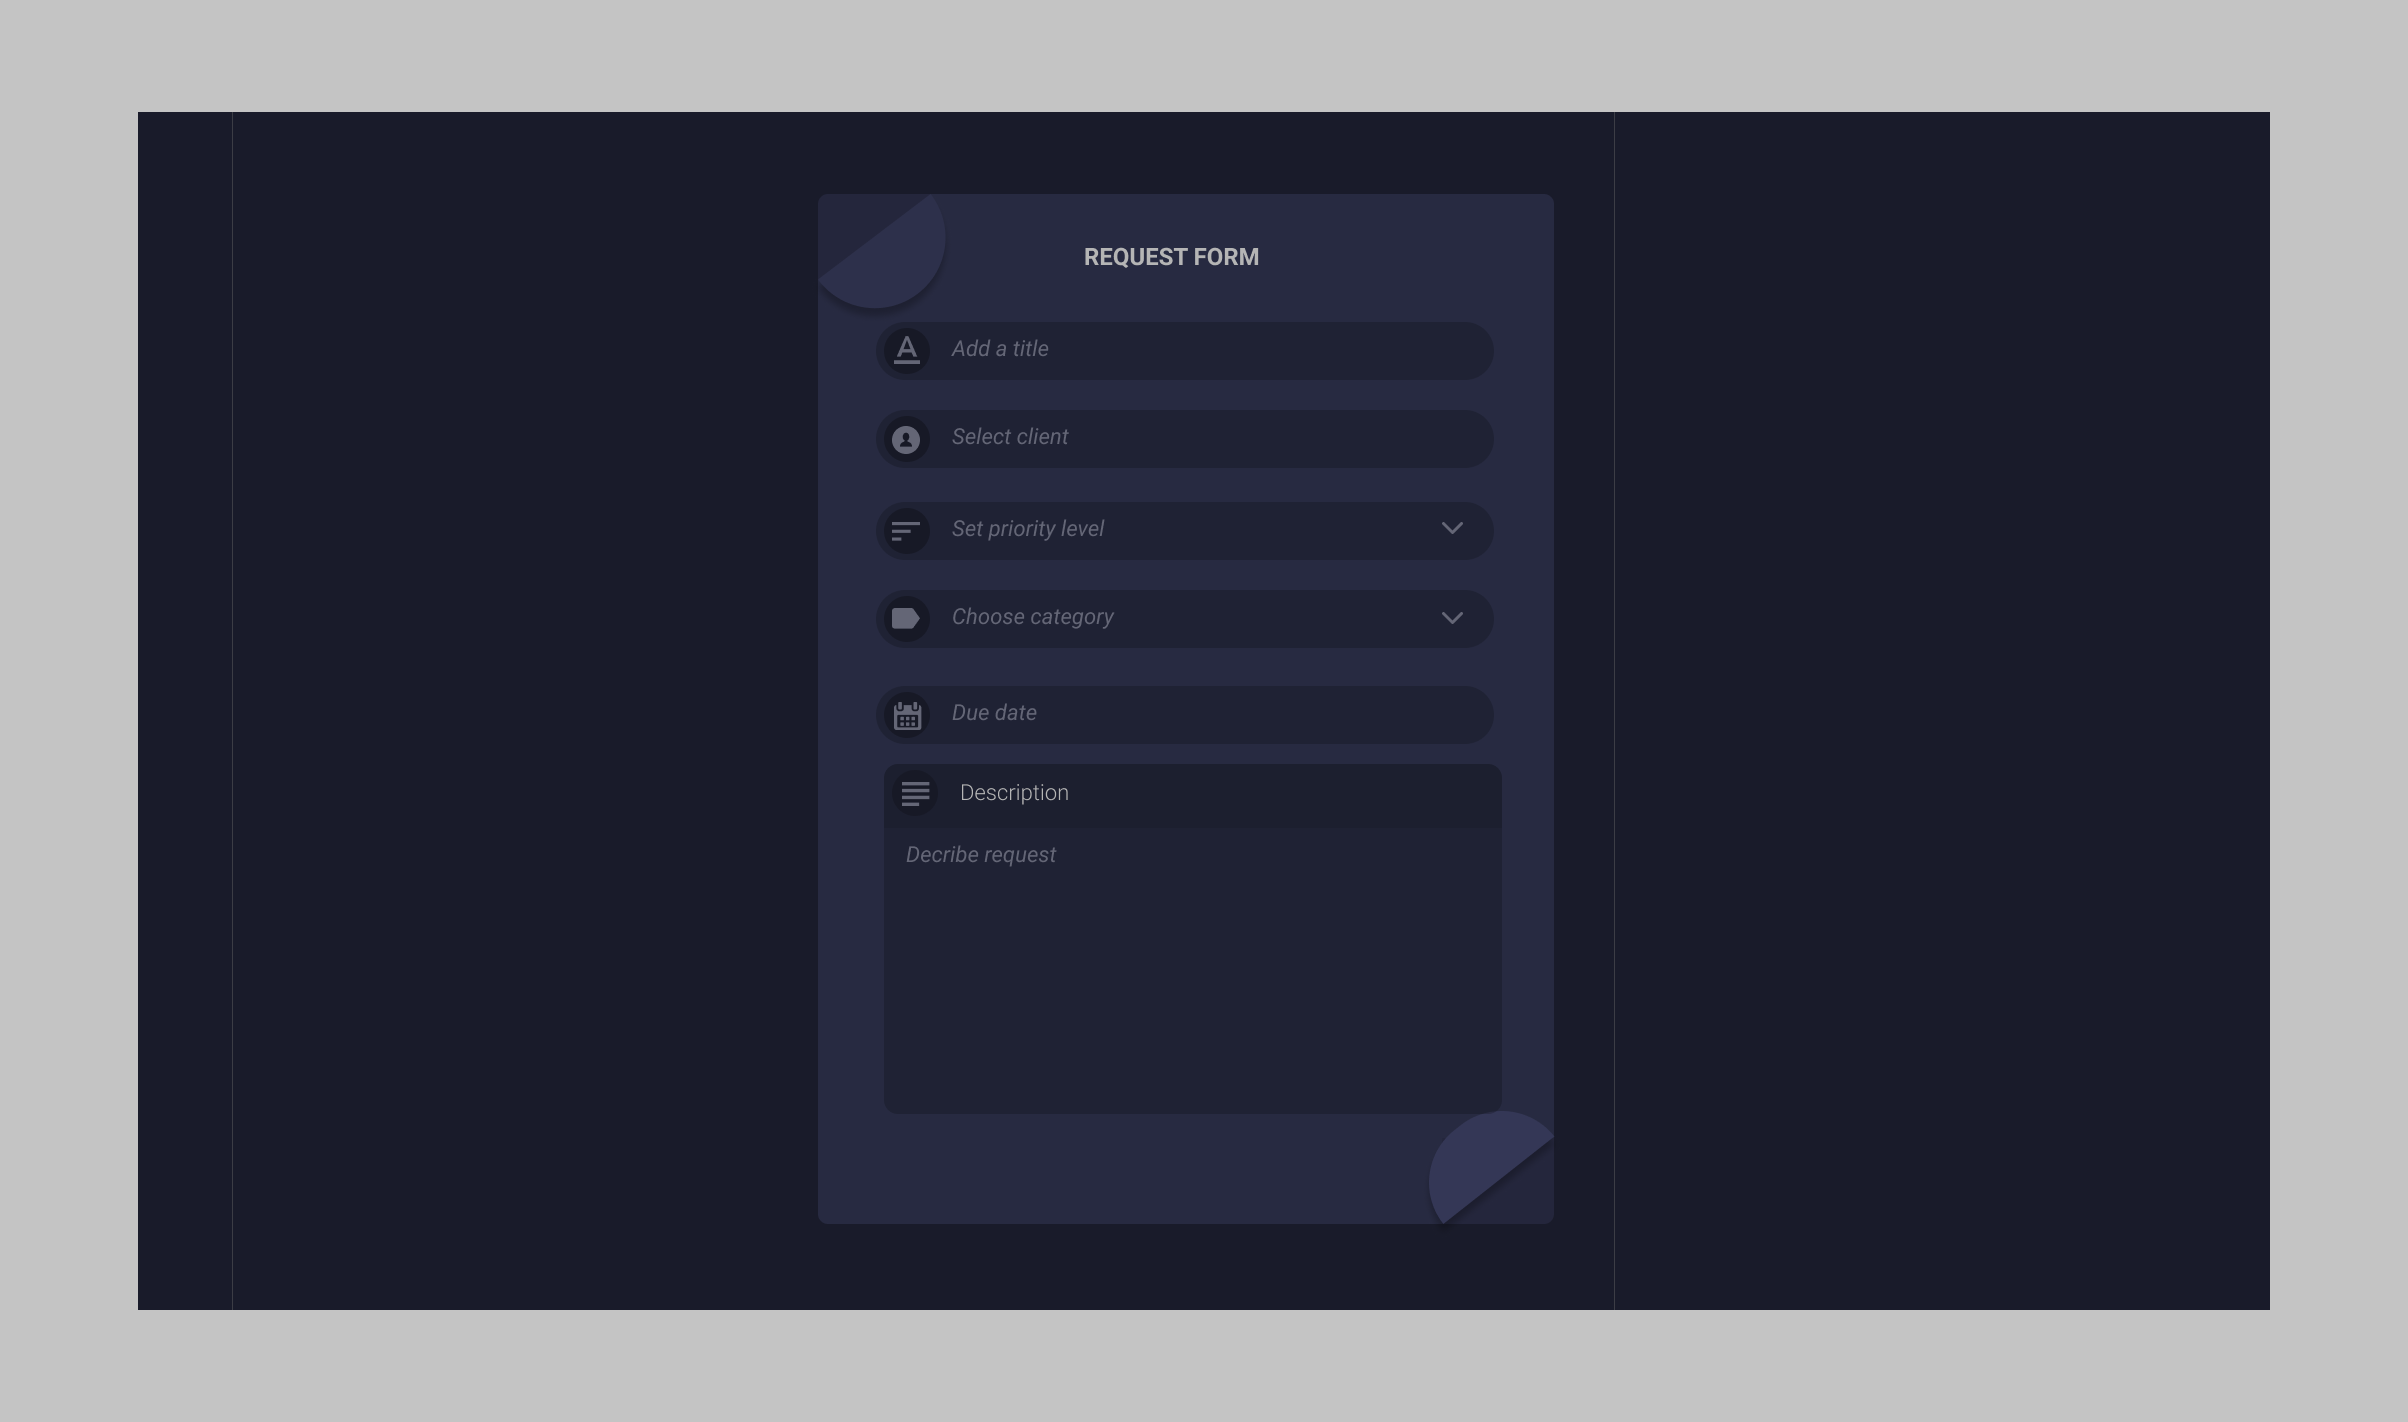 REQUEST FORM
Add a title
Select client
Set priority level
Choose category
Due date
Description
Decribe request